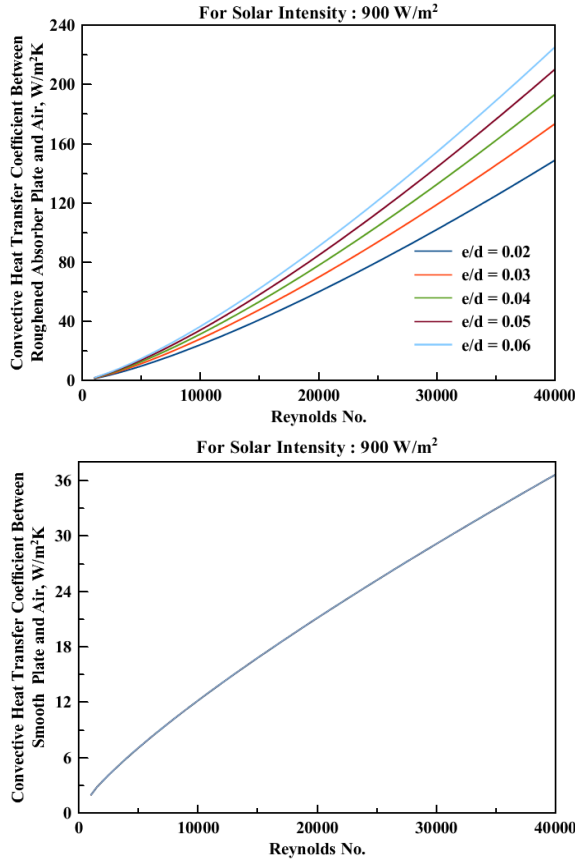 For Solar Intensity : 900 W/m²
Convective Heat Transfer Coefficient Between
Roughened Absorber Plate and Air, W/m²K
240
200
160
120
80
40
0
e/d = 0.02
e/d = 0.03
e/d = 0.04
e/d = 0.05
e/d = 0.06
0 10000 20000 30000 40000
Reynolds No.
For Solar Intensity : 900 W/m²
Convective Heat Transfer Coefficient Between
Smooth Plate and Air, W/m²K
36
30
24
18
12
6
0
0 10000 20000 30000 40000
Reynolds No.